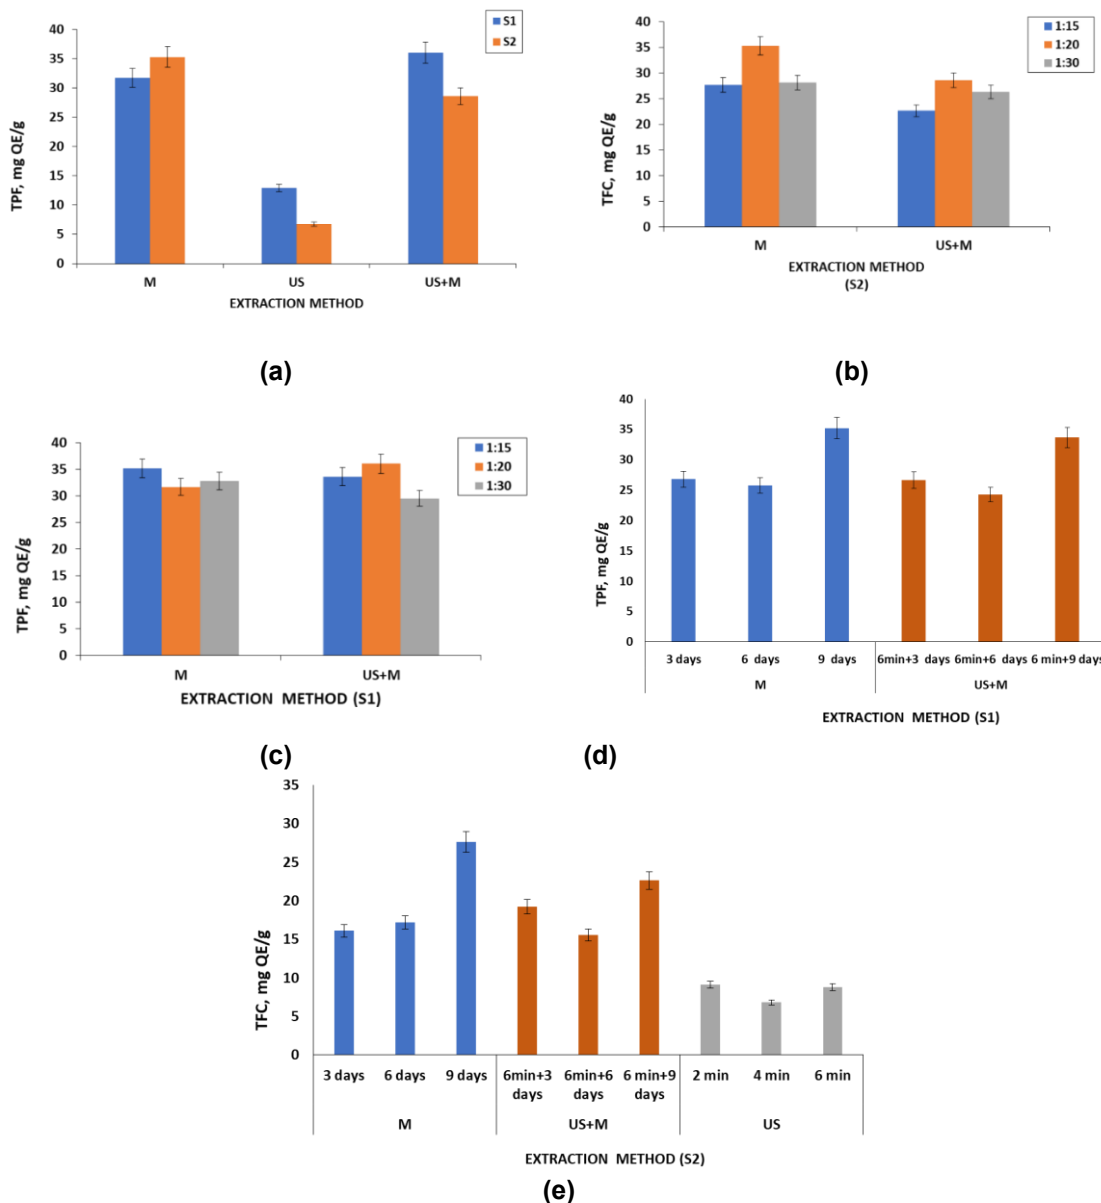 40
35
30
25
20
15
10
5
0
TPF, mg QE/g
S1
S2
M US US+M
EXTRACTION METHOD
(a)
40
35
30
25
20
15
10
5
0
TFC, mg QE/g
1:15
1:20
1:30
M US+M
EXTRACTION METHOD
(S2)
(b)
40
35
30
25
20
15
10
5
0
TPF, mg QE/g
1:15
1:20
1:30
M US+M
EXTRACTION METHOD (S1)
(c)
40
35
30
25
20
15
10
5
0
TPF, mg QE/g
3 days 6 days 9 days 6min+3 days 6min+6 days 6 min+9 days
M US+M
EXTRACTION METHOD (S1)
(d)
35
30
25
20
15
10
5
0
TFC, mg QE/g
3 days 6 days 9 days 6min+3 6min+6 6 min+9 2 min 4 min 6 min
days days days
M US+M US
EXTRACTION METHOD (S2)
(e)